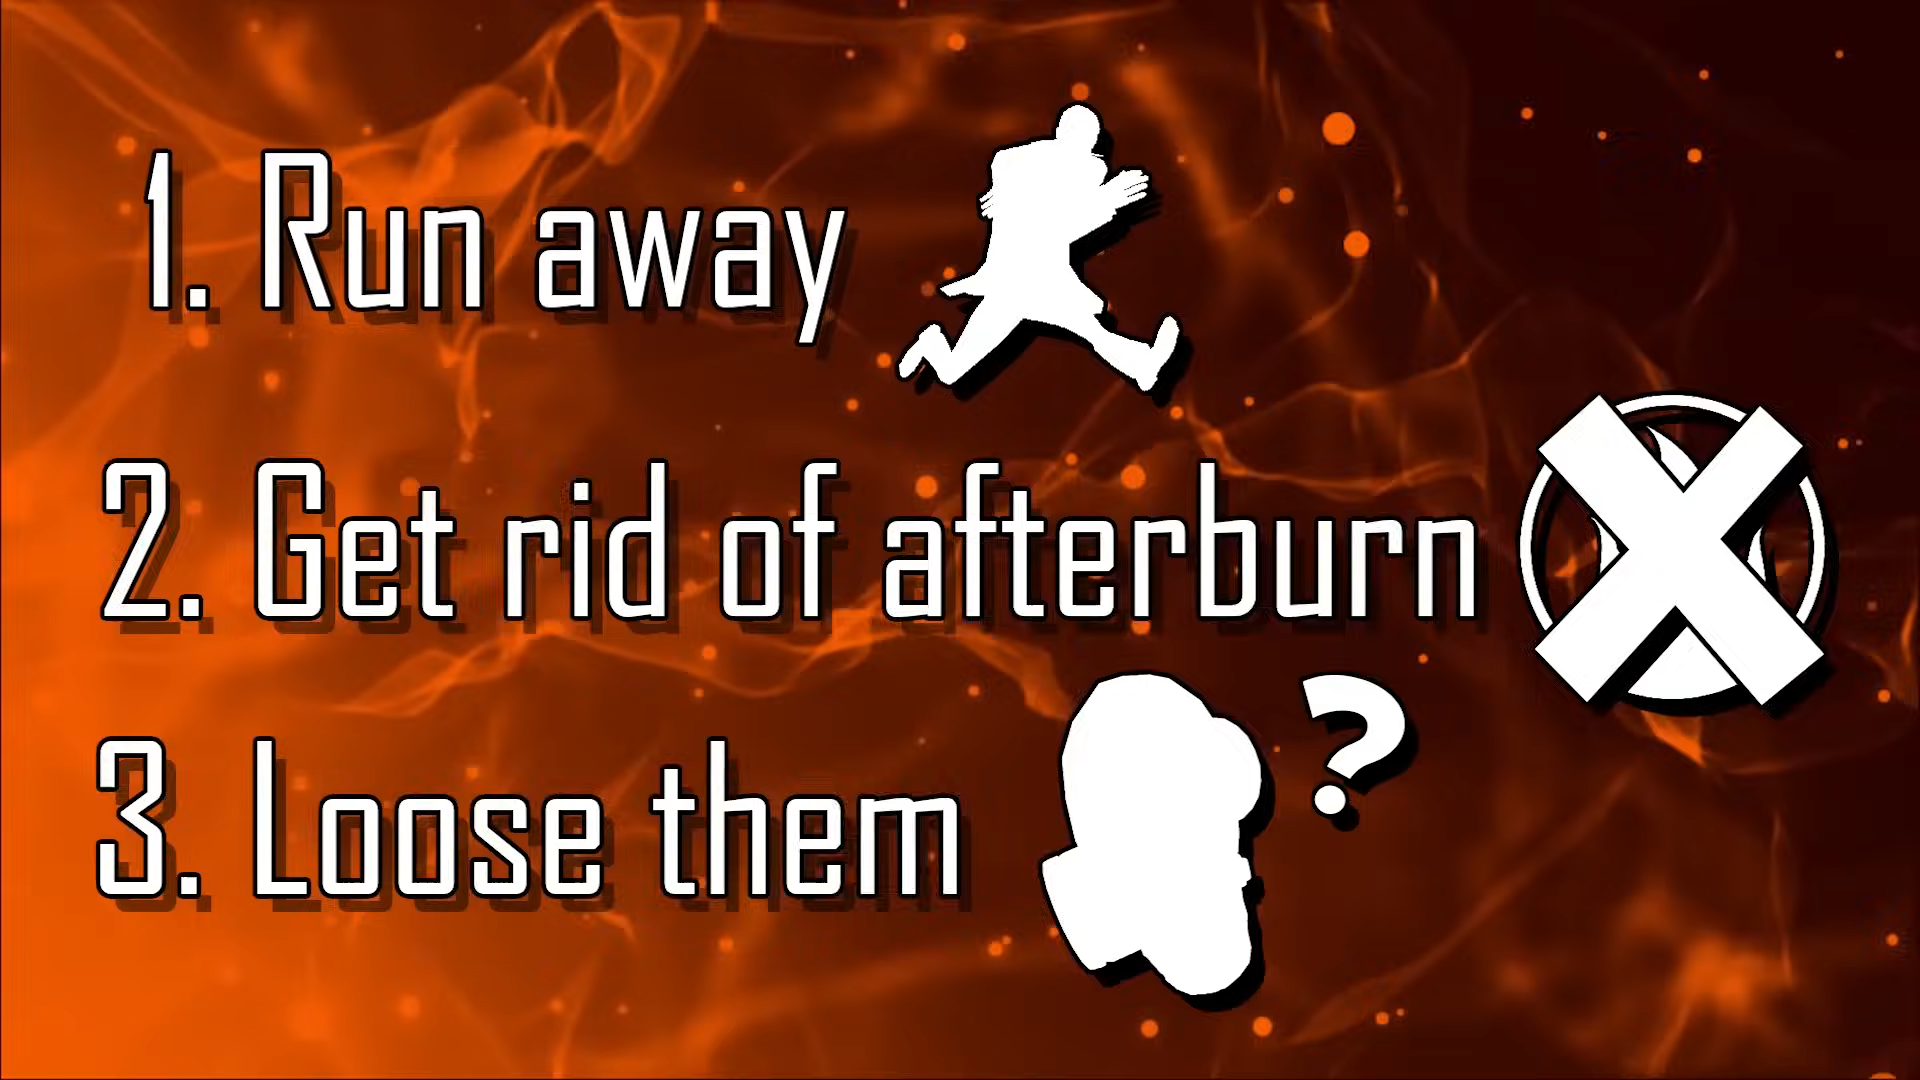 1. Run away
2. Get rid of afterburn
3. Loose them
?